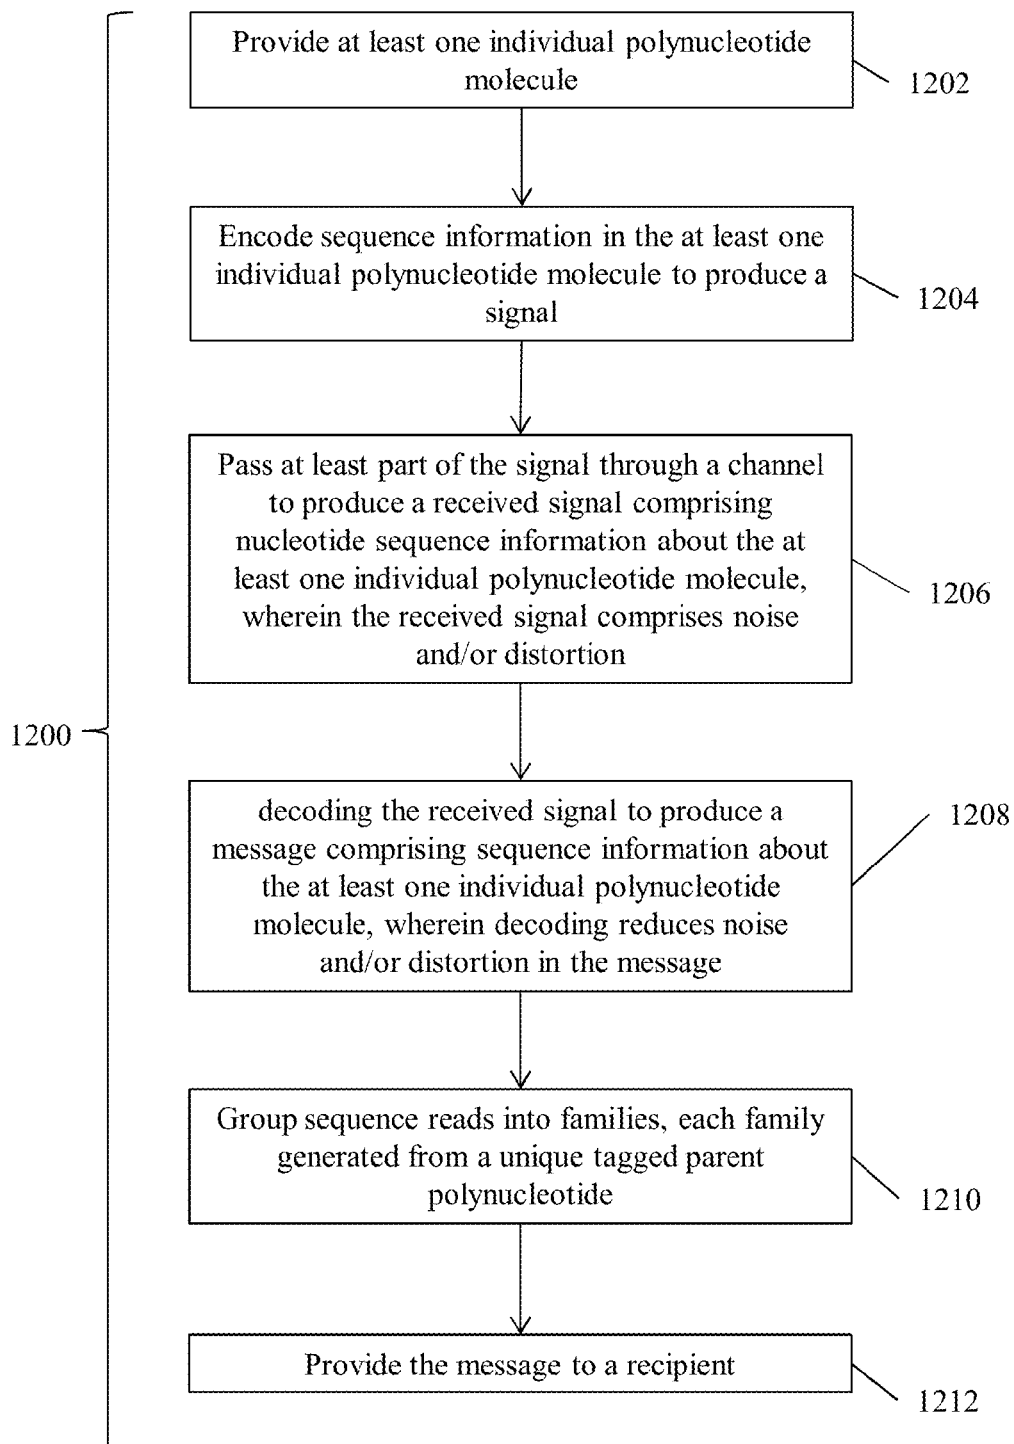 Provide at least one individual polynucleotide
molecule
1202
Encode sequence information in the at least one
individual polynucleotide molecule to produce a
signal
1204
Pass at least part of the signal through a channel
to produce a received signal comprising
nucleotide sequence information about the at
least one individual polynucleotide molecule,
wherein the received signal comprises noise
and/or distortion
1206
1200
decoding the received signal to produce a
message comprising sequence information about
the at least one individual polynucleotide
molecule, wherein decoding reduces noise
and/or distortion in the message
1208
Group sequence reads into families, each family
generated from a unique tagged parent
polynucleotide
1210
Provide the message to a recipient
1212